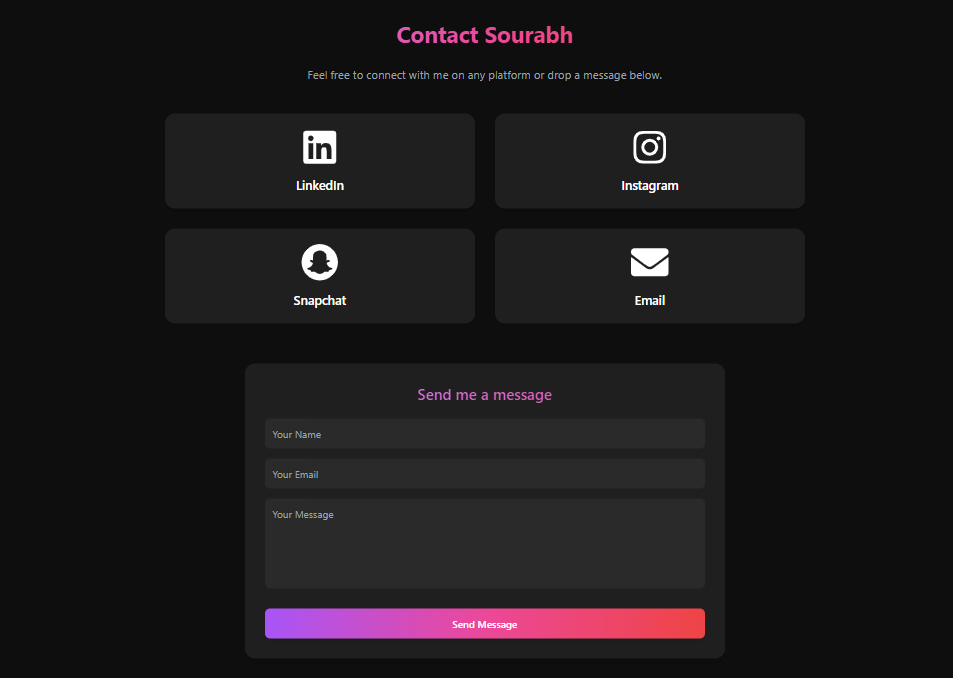 Contact Sourabh
Feel free to connect with me on any platform or drop a message below.
LinkedIn
Instagram
Snapchat
Email
Send me a message
Your Name
Your Email
Your Message
Send Message